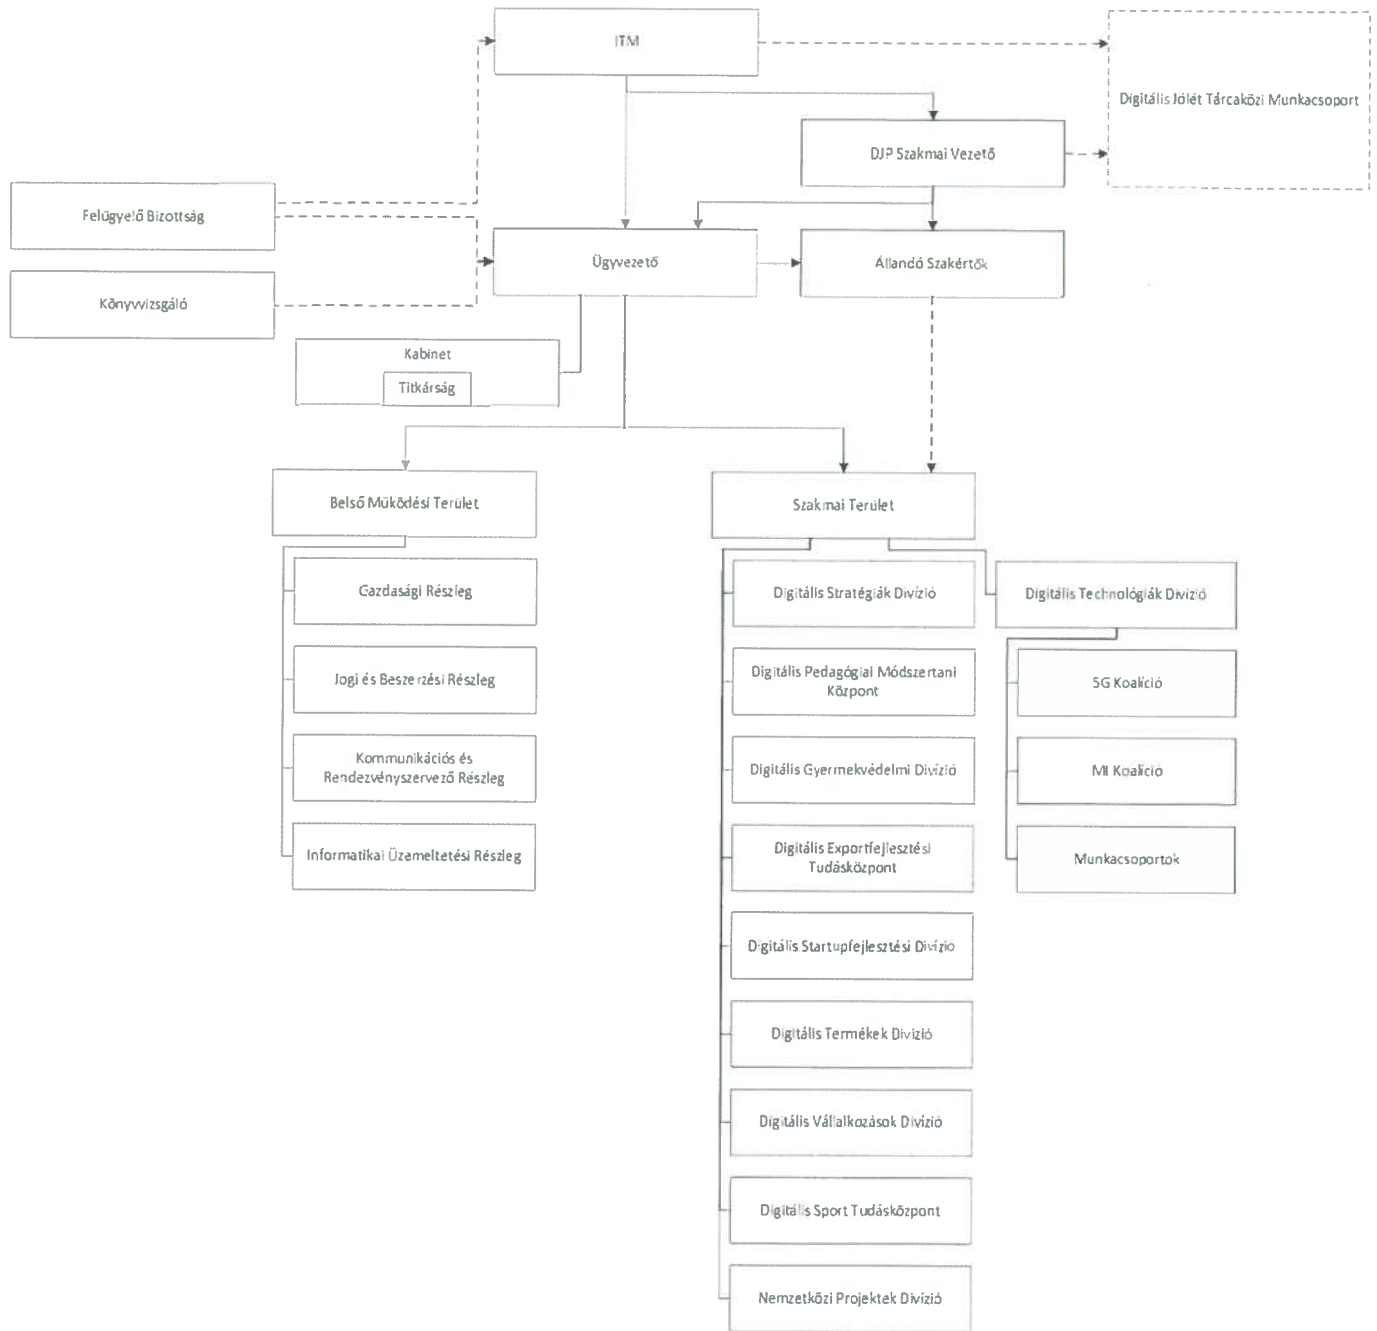 ITM
Digitális Jólét Tárcaközi Munkacsoport
DJP Szakmai Vezető
Felügyelő Bizottság
Ügyvezető
Állandó Szakértők
Könyvvizsgáló
Kabinet
Titkárság
Belső Működési Terület
Szakmai Terület
Gazdasági Részleg
Jogi és Beszerzési Részleg
Kommunikációs és
Rendezvényszervező Részleg
Informatikai Üzemeltetési Részleg
Digitális Stratégiák Divízió
Digitális Pedagógiai Módszertani
Központ
Digitális Gyermekvédelmi Divízió
Digitális Exportfejlesztési
Tudásközpont
Digitális Startupfejlesztési Divízió
Digitális Termékek Divízió
Digitális Vállalkozások Divízió
Digitális Sport Tudásközpont
Nemzetközi Projektek Divízió
Digitális Technológiák Divízió
5G Koalíció
MI Koalíció
Munkacsoportok